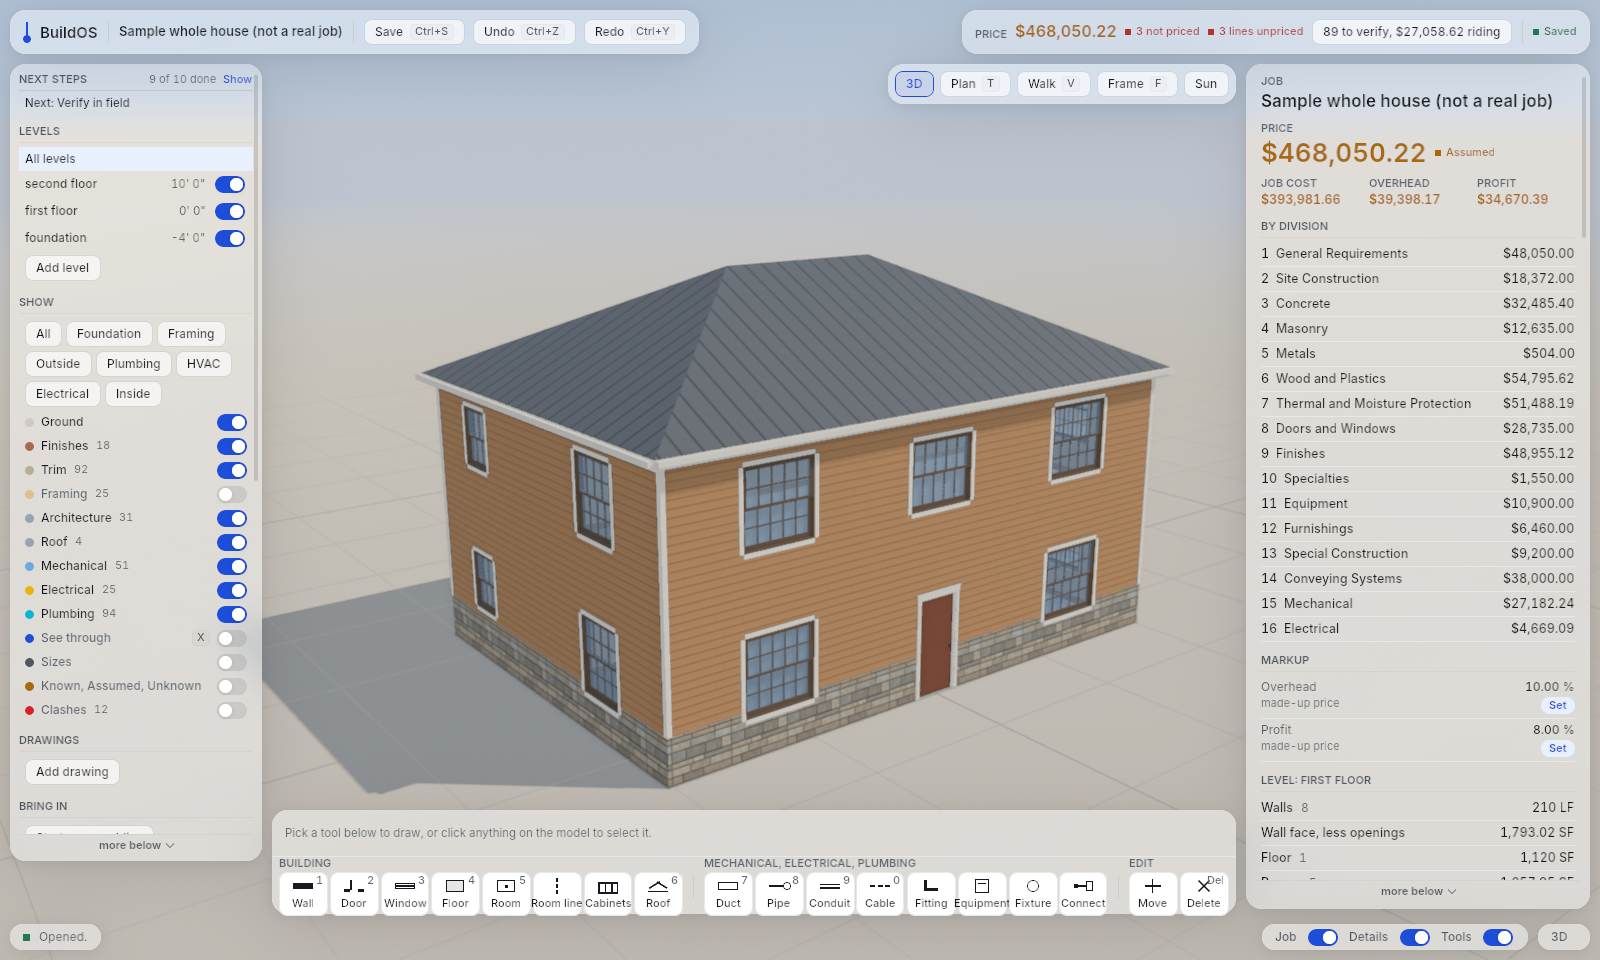 BuildOS
Sample whole house (not a real job)
Save Ctrl+S
Undo Ctrl+Z
Redo Ctrl+Y
PRICE $468,050.22
3 not priced
3 lines unpriced
89 to verify, $27,058.62 riding
Saved
NEXT STEPS 9 of 10 done Show
Next: Verify in field
LEVELS
All levels
second floor 10' 0"
first floor 0' 0"
foundation -4' 0"
Add level
SHOW
All Foundation Framing
Outside Plumbing HVAC
Electrical Inside
Ground
Finishes 18
Trim 92
Framing 25
Architecture 31
Roof 4
Mechanical 51
Electrical 25
Plumbing 94
See through X
Sizes
Known, Assumed, Unknown
Clashes 12
DRAWINGS
Add drawing
BRING IN
more below
Opened.
3D
Plan T
Walk V
Frame F
Sun
Pick a tool below to draw, or click anything on the model to select it.
BUILDING
Wall 1
Door 2
Window 3
Floor 4
Room 5
Room line
Cabinets
Roof 6
MECHANICAL, ELECTRICAL, PLUMBING
Duct 7
Pipe 8
Conduit 9
Cable 0
Fitting
Equipment
Fixture
Connect
EDIT
Move
Delete Del
JOB
Sample whole house (not a real job)
PRICE
$468,050.22 Assumed
JOB COST OVERHEAD PROFIT
$393,981.66 $39,398.17 $34,670.39
BY DIVISION
1 General Requirements $48,050.00
2 Site Construction $18,372.00
3 Concrete $32,485.40
4 Masonry $12,635.00
5 Metals $504.00
6 Wood and Plastics $54,795.62
7 Thermal and Moisture Protection $51,488.19
8 Doors and Windows $28,735.00
9 Finishes $48,955.12
10 Specialties $1,550.00
11 Equipment $10,900.00
12 Furnishings $6,460.00
13 Special Construction $9,200.00
14 Conveying Systems $38,000.00
15 Mechanical $27,182.24
16 Electrical $4,669.09
MARKUP
Overhead 10.00 %
made-up price Set
Profit 8.00 %
made-up price Set
LEVEL: FIRST FLOOR
Walls 8 210 LF
Wall face, less openings 1,793.02 SF
Floor 1 1,120 SF
more below
Job
Details
Tools
3D